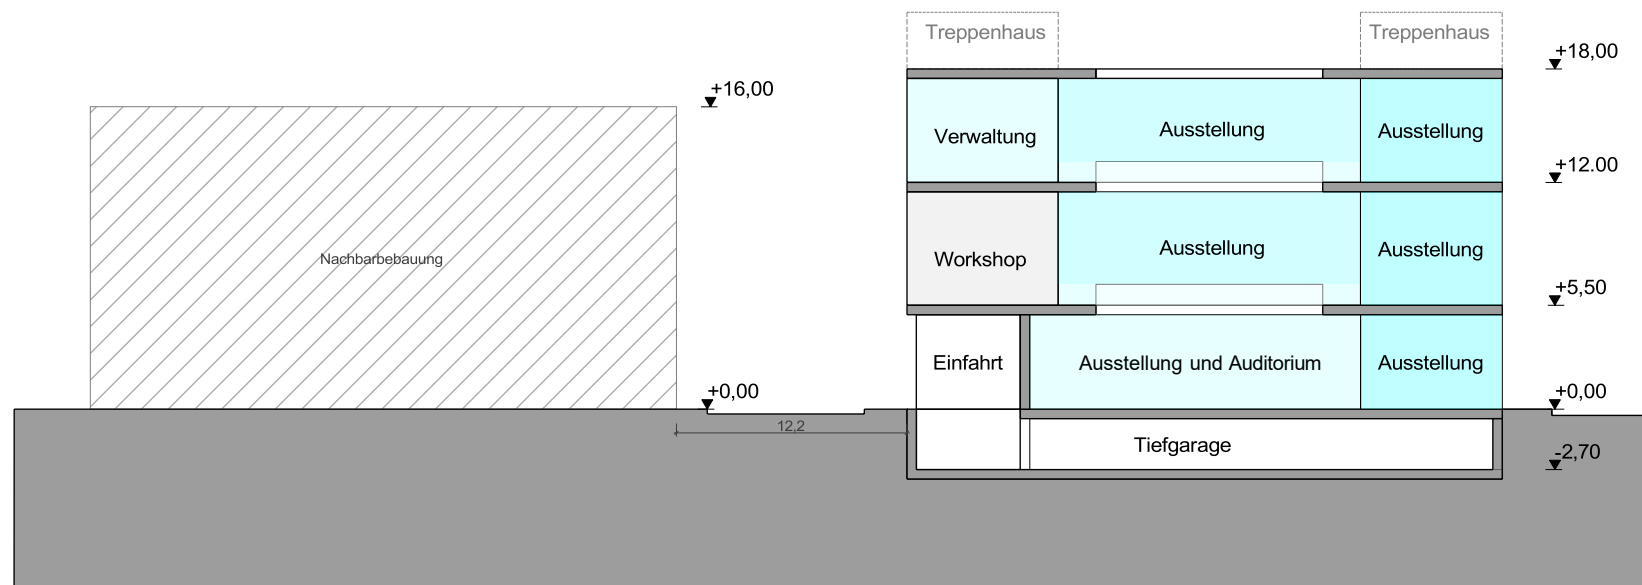 Treppenhaus
Treppenhaus
+18,00
+16,00
Verwaltung
Ausstellung
Ausstellung
+12.00
Nachbarbebauung
Workshop
Ausstellung
Ausstellung
+5,50
Einfahrt
Ausstellung und Auditorium
Ausstellung
+0,00
+0,00
12,2
Tiefgarage
-2,70